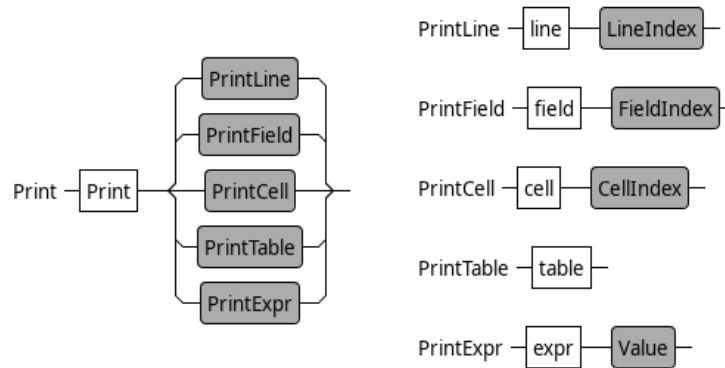 Print Print
PrintLine
PrintField
PrintCell
PrintTable
PrintExpr
PrintLine line LineIndex
PrintField field FieldIndex
PrintCell cell CellIndex
PrintTable table
PrintExpr expr Value